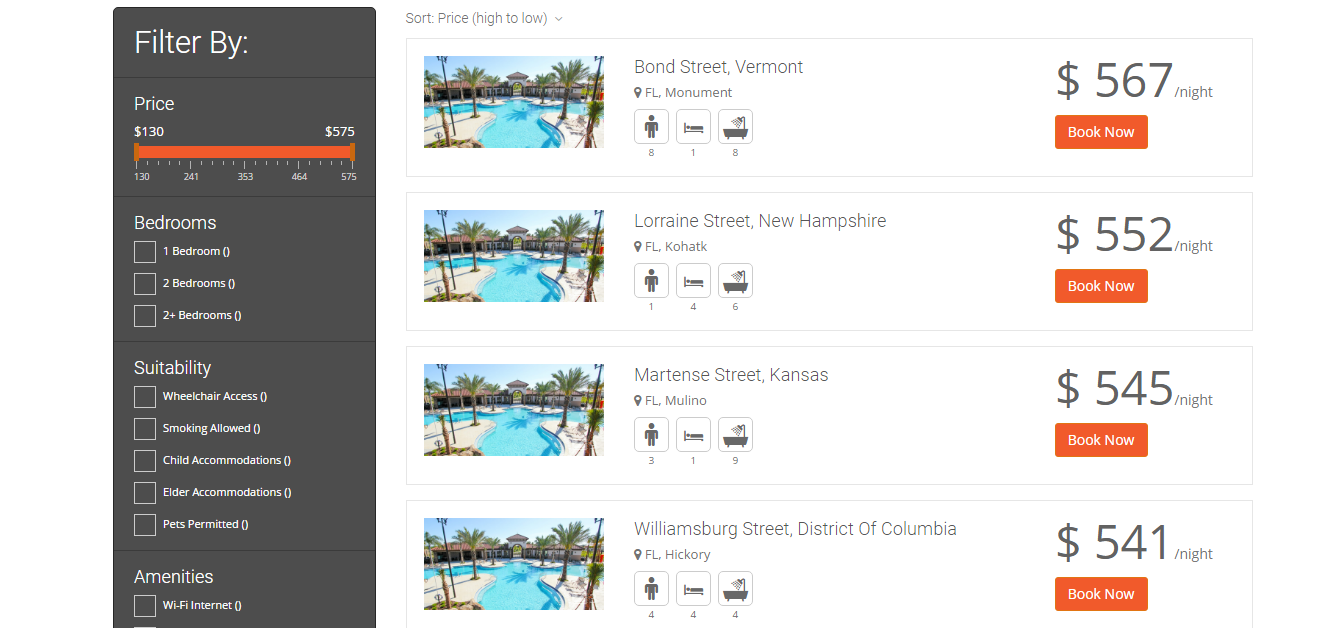 Filter By:
Price
$130 $575
130 241 353 464 575
Bedrooms
1 Bedroom ()
2 Bedrooms ()
2+ Bedrooms ()
Suitability
Wheelchair Access ()
Smoking Allowed ()
Child Accommodations ()
Elder Accommodations ()
Pets Permitted ()
Amenities
Wi-Fi Internet ()
Sort: Price (high to low)
Bond Street, Vermont
FL, Monument
8 1 8
$ 567/night
Book Now
Lorraine Street, New Hampshire
FL, Kohatk
1 4 6
$ 552/night
Book Now
Martense Street, Kansas
FL, Mulino
3 1 9
$ 545/night
Book Now
Williamsburg Street, District Of Columbia
FL, Hickory
4 4 4
$ 541/night
Book Now